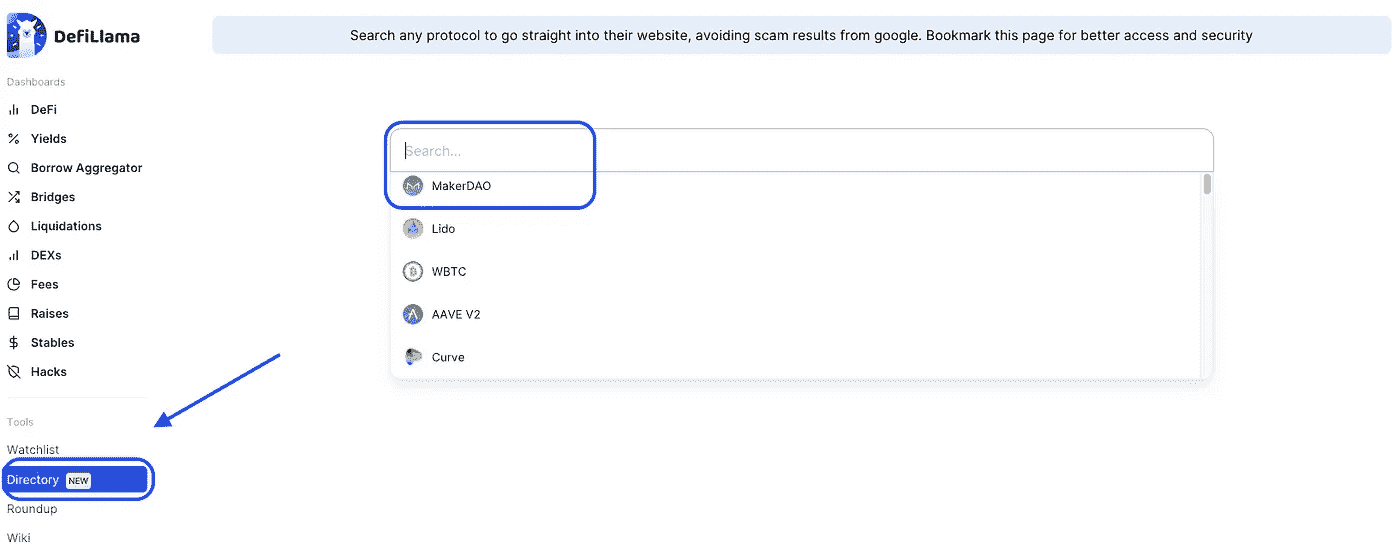 DefiLlama
Search any protocol to go straight into their website, avoiding scam results from google. Bookmark this page for better access and security
Dashboards
DeFi
Yields
Borrow Aggregator
Bridges
Liquidations
DEXs
Fees
Raises
Stables
Hacks
Tools
Watchlist
Directory NEW
Roundup
Wiki
Search...
MakerDAO
Lido
WBTC
AAVE V2
Curve